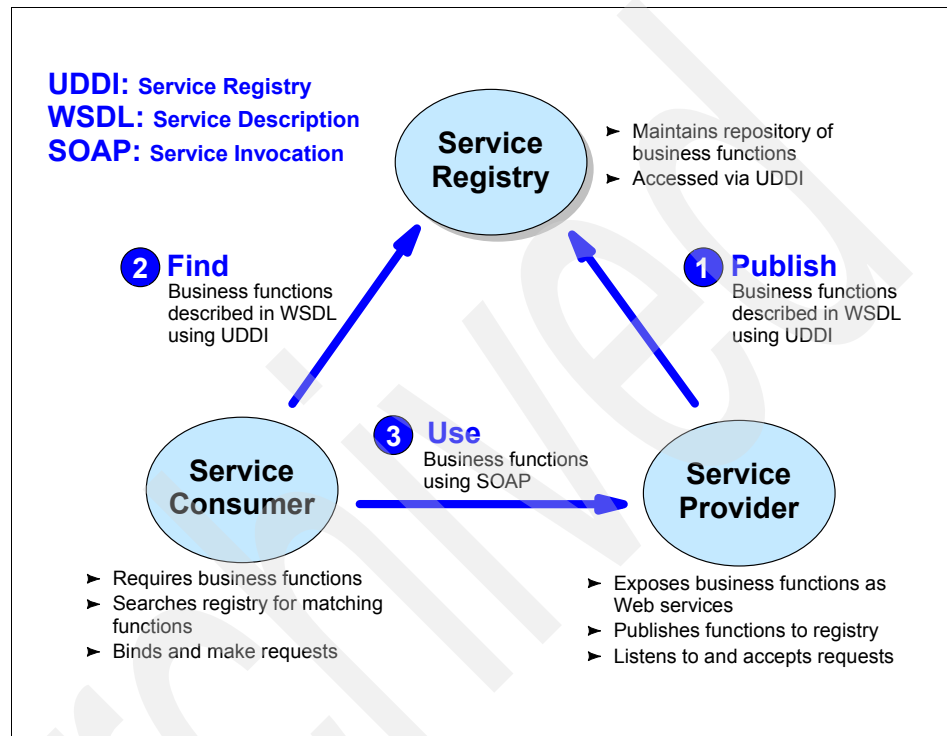 UDDI: Service Registry
WSDL: Service Description
SOAP: Service Invocation
Service
Registry
➤ Maintains repository of
business functions
➤ Accessed via UDDI
2 Find
Business functions
described in WSDL
using UDDI
1 Publish
Business functions
described in WSDL
using UDDI
3 Use
Business functions
using SOAP
Service
Consumer
Service
Provider
➤ Requires business functions
➤ Searches registry for matching
functions
➤ Binds and make requests
➤ Exposes business functions as
Web services
➤ Publishes functions to registry
➤ Listens to and accepts requests